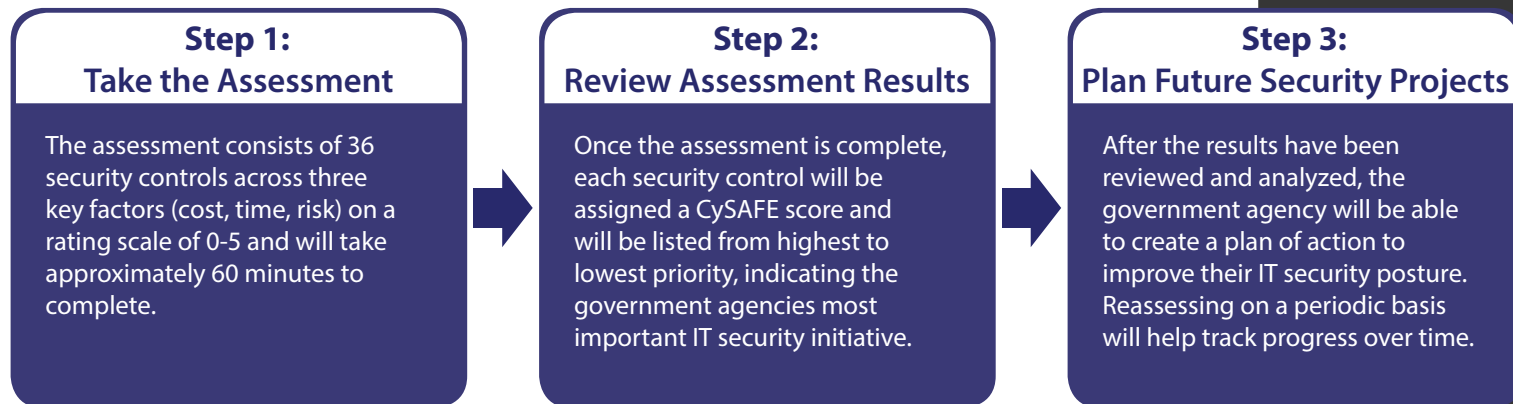 Step 1:
Take the Assessment
The assessment consists of 36
security controls across three
key factors (cost, time, risk) on a
rating scale of 0-5 and will take
approximately 60 minutes to
complete.
Step 2:
Review Assessment Results
Once the assessment is complete,
each security control will be
assigned a CySAFE score and
will be listed from highest to
lowest priority, indicating the
government agencies most
important IT security initiative.
Step 3:
Plan Future Security Projects
After the results have been
reviewed and analyzed, the
government agency will be able
to create a plan of action to
improve their IT security posture.
Reassessing on a periodic basis
will help track progress over time.